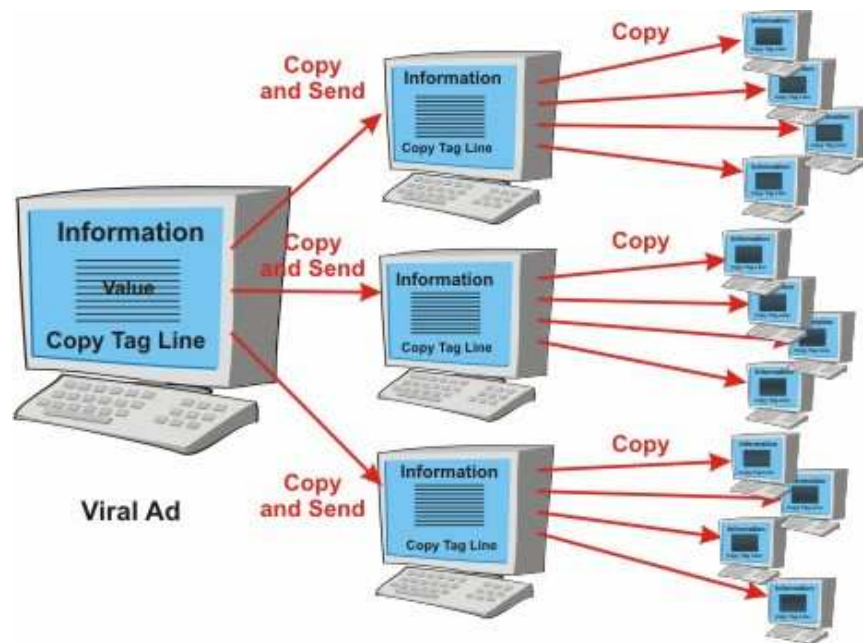 Copy
and Send
Information
Copy Tag Line
Copy
Information
Value
Copy Tag Line
Copy
and Send
Information
Copy Tag Line
Copy
Viral Ad
Copy
and Send
Information
Copy Tag Line
Copy